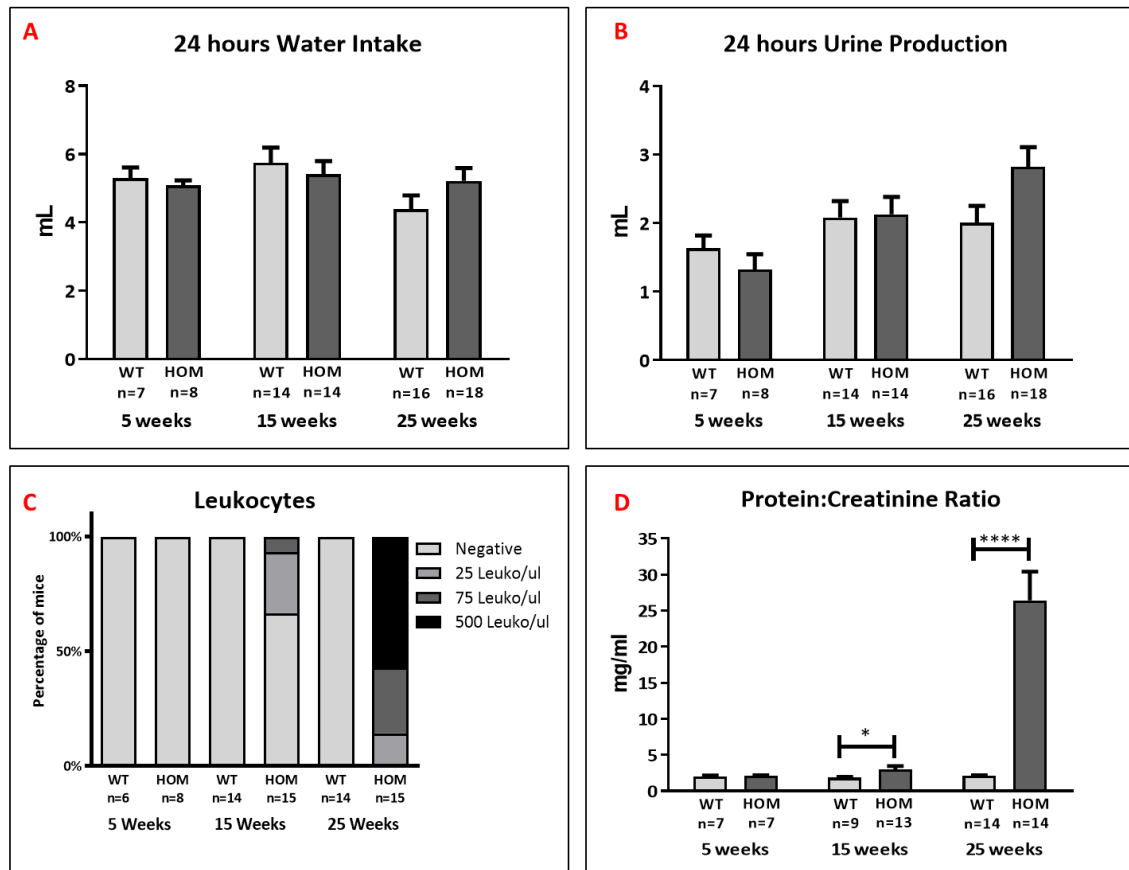 A
24 hours Water Intake
mL
8
6
4
2
0
WT HOM WT HOM WT HOM
n=7 n=8 n=14 n=14 n=16 n=18
5 weeks 15 weeks 25 weeks
B
24 hours Urine Production
mL
4
3
2
1
0
WT HOM WT HOM WT HOM
n=7 n=8 n=14 n=14 n=16 n=18
5 weeks 15 weeks 25 weeks
C
Leukocytes
Percentage of mice
100%
50%
0%
Negative
25 Leuko/ul
75 Leuko/ul
500 Leuko/ul
WT HOM WT HOM WT HOM
n=6 n=8 n=14 n=15 n=14 n=15
5 Weeks 15 Weeks 25 Weeks
D
Protein:Creatinine Ratio
mg/ml
35
30
25
20
15
10
5
0
*
****
WT HOM WT HOM WT HOM
n=7 n=7 n=9 n=13 n=14 n=14
5 weeks 15 weeks 25 weeks